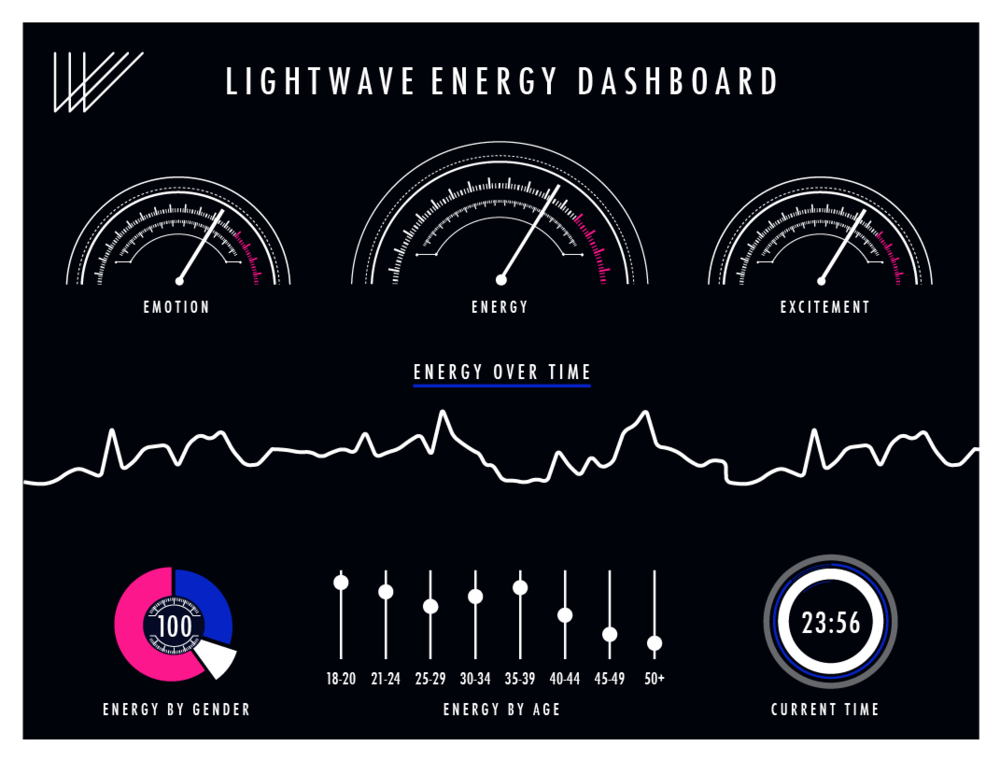 LIGHTWAVE ENERGY DASHBOARD
EMOTION
ENERGY
EXCITEMENT
ENERGY OVER TIME
100
23:56
18-20 21-24 25-29 30-34 35-39 40-44 45-49 50+
ENERGY BY GENDER
ENERGY BY AGE
CURRENT TIME